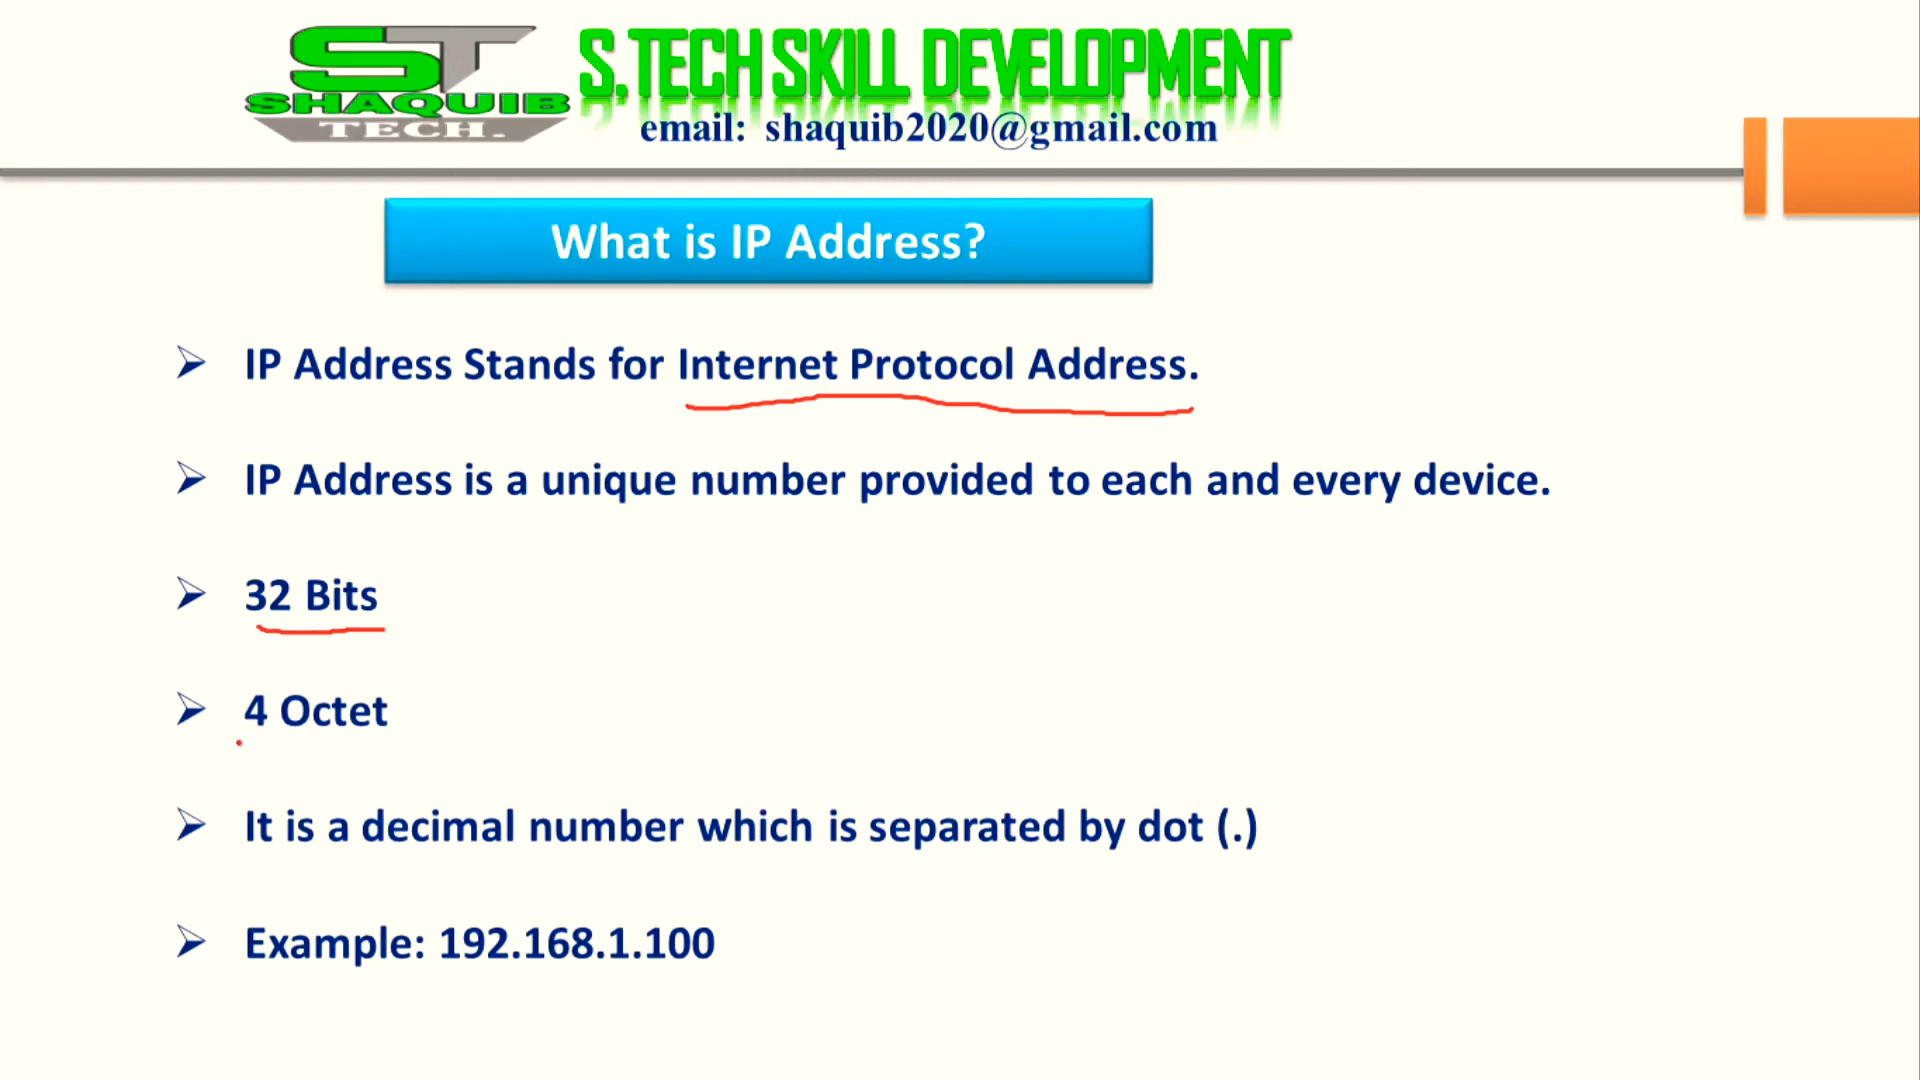 ST
SHAQUIB
TECH.
S.TECH SKILL DEVELOPMENT
email: shaquib2020@gmail.com
What is IP Address?
IP Address Stands for Internet Protocol Address.
IP Address is a unique number provided to each and every device.
32 Bits
4 Octet
It is a decimal number which is separated by dot (.)
Example: 192.168.1.100